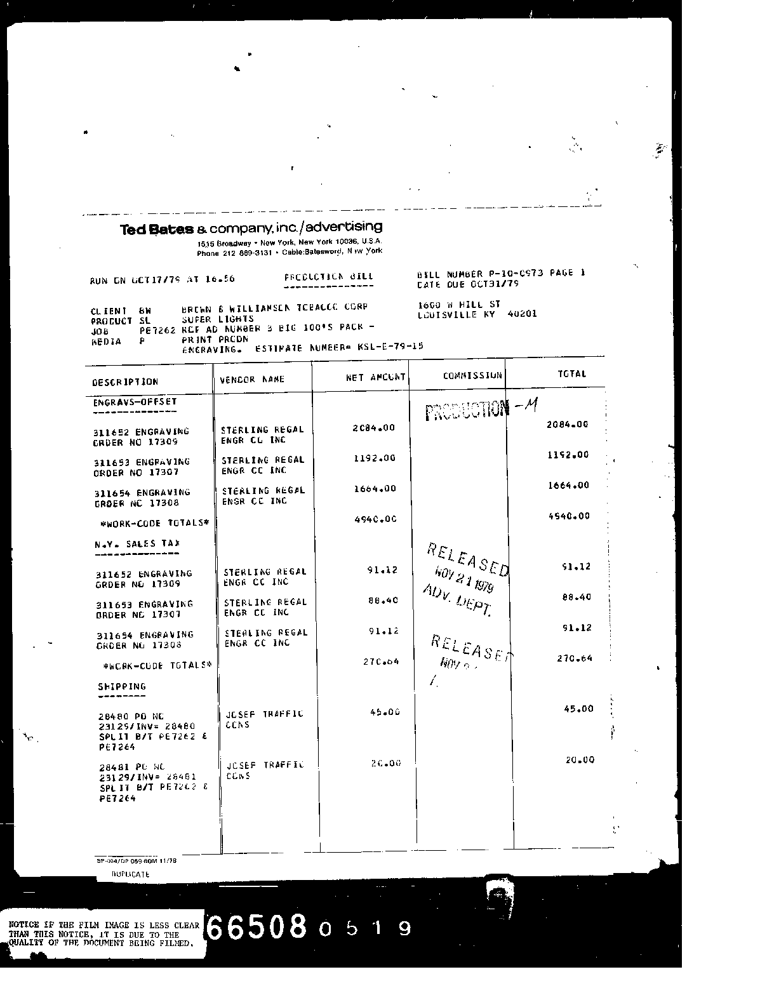 Ted Bates & company, inc./advertising
1515 Broadway • New York, New York 10036, U.S.A.
Phone 212 869-3131 • Cable: Batesword, New York
RUN ON OCT17/79 AT 16.56 PRODUCTION BILL BILL NUMBER P-10-0973 PAGE 1
DATE DUE OCT31/79
CLIENT BW BROWN & WILLIAMSON TOBACCO CORP 1600 W HILL ST
PRODUCT SL SUPER LIGHTS LOUISVILLE KY 40201
JOB PE7262 ROF AD NUMBER 3 BIG 100'S PACK -
MEDIA P PRINT PRODN
ENGRAVING. ESTIMATE NUMBER= KSL-E-79-15
DESCRIPTION VENDOR NAME NET AMOUNT COMMISSION TOTAL
ENGRAVS-OFFSET
PRODUCTION -M
311652 ENGRAVING STERLING REGAL 2084.00 2084.00
ORDER NO 17309 ENGR CO INC
311653 ENGRAVING STERLING REGAL 1192.00 1192.00
ORDER NO 17307 ENGR CO INC
311654 ENGRAVING STERLING REGAL 1664.00 1664.00
ORDER NO 17308 ENGR CO INC
*WORK-CODE TOTALS* 4940.00 4940.00
N.Y. SALES TAX
RELEASED
NOV 21 1979
ADV. DEPT.
311652 ENGRAVING STERLING REGAL 91.12 91.12
ORDER NO 17309 ENGR CO INC
311653 ENGRAVING STERLING REGAL 88.40 88.40
ORDER NO 17307 ENGR CO INC
311654 ENGRAVING STERLING REGAL 91.12 91.12
ORDER NO 17308 ENGR CO INC
RELEASED
NOV
*WORK-CODE TOTALS* 270.64 270.64
SHIPPING
28480 PO NO JOSEF TRAFFIC 45.00 45.00
23129/INV= 28480 CONS
SPLIT B/T PE7262 &
PE7264
28481 PO NO JOSEF TRAFFIC 20.00 20.00
23129/INV= 28481 CONS
SPLIT B/T PE7262 &
PE7264
DUPLICATE
NOTICE IF THE FILM IMAGE IS LESS CLEAR
THAN THIS NOTICE, IT IS DUE TO THE
QUALITY OF THE DOCUMENT BEING FILMED.
66508 0519